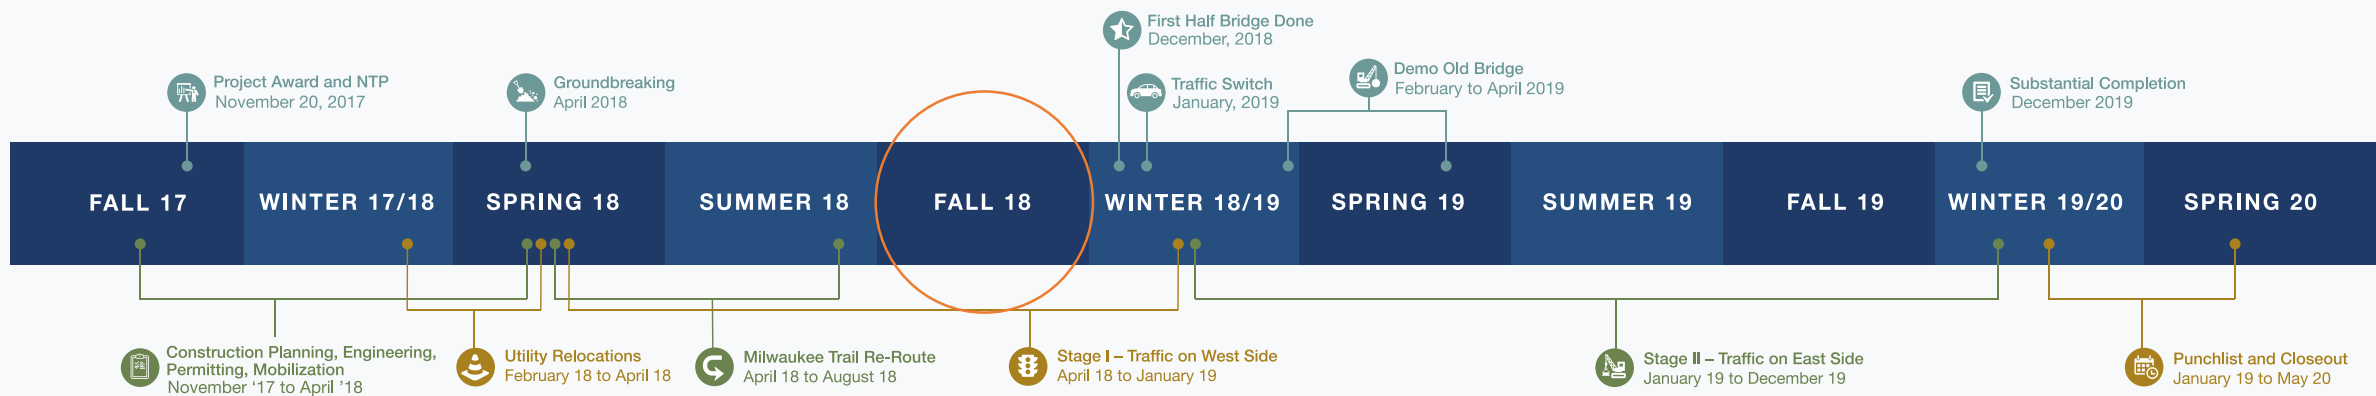 First Half Bridge Done
December, 2018
Project Award and NTP
November 20, 2017
Groundbreaking
April 2018
Traffic Switch
January, 2019
Demo Old Bridge
February to April 2019
Substantial Completion
December 2019
FALL 17
WINTER 17/18
SPRING 18
SUMMER 18
FALL 18
WINTER 18/19
SPRING 19
SUMMER 19
FALL 19
WINTER 19/20
SPRING 20
Construction Planning, Engineering,
Permitting, Mobilization
November ‘17 to April ’18
Utility Relocations
February 18 to April 18
Milwaukee Trail Re-Route
April 18 to August 18
Stage I – Traffic on West Side
April 18 to January 19
Stage II – Traffic on East Side
January 19 to December 19
Punchlist and Closeout
January 19 to May 20